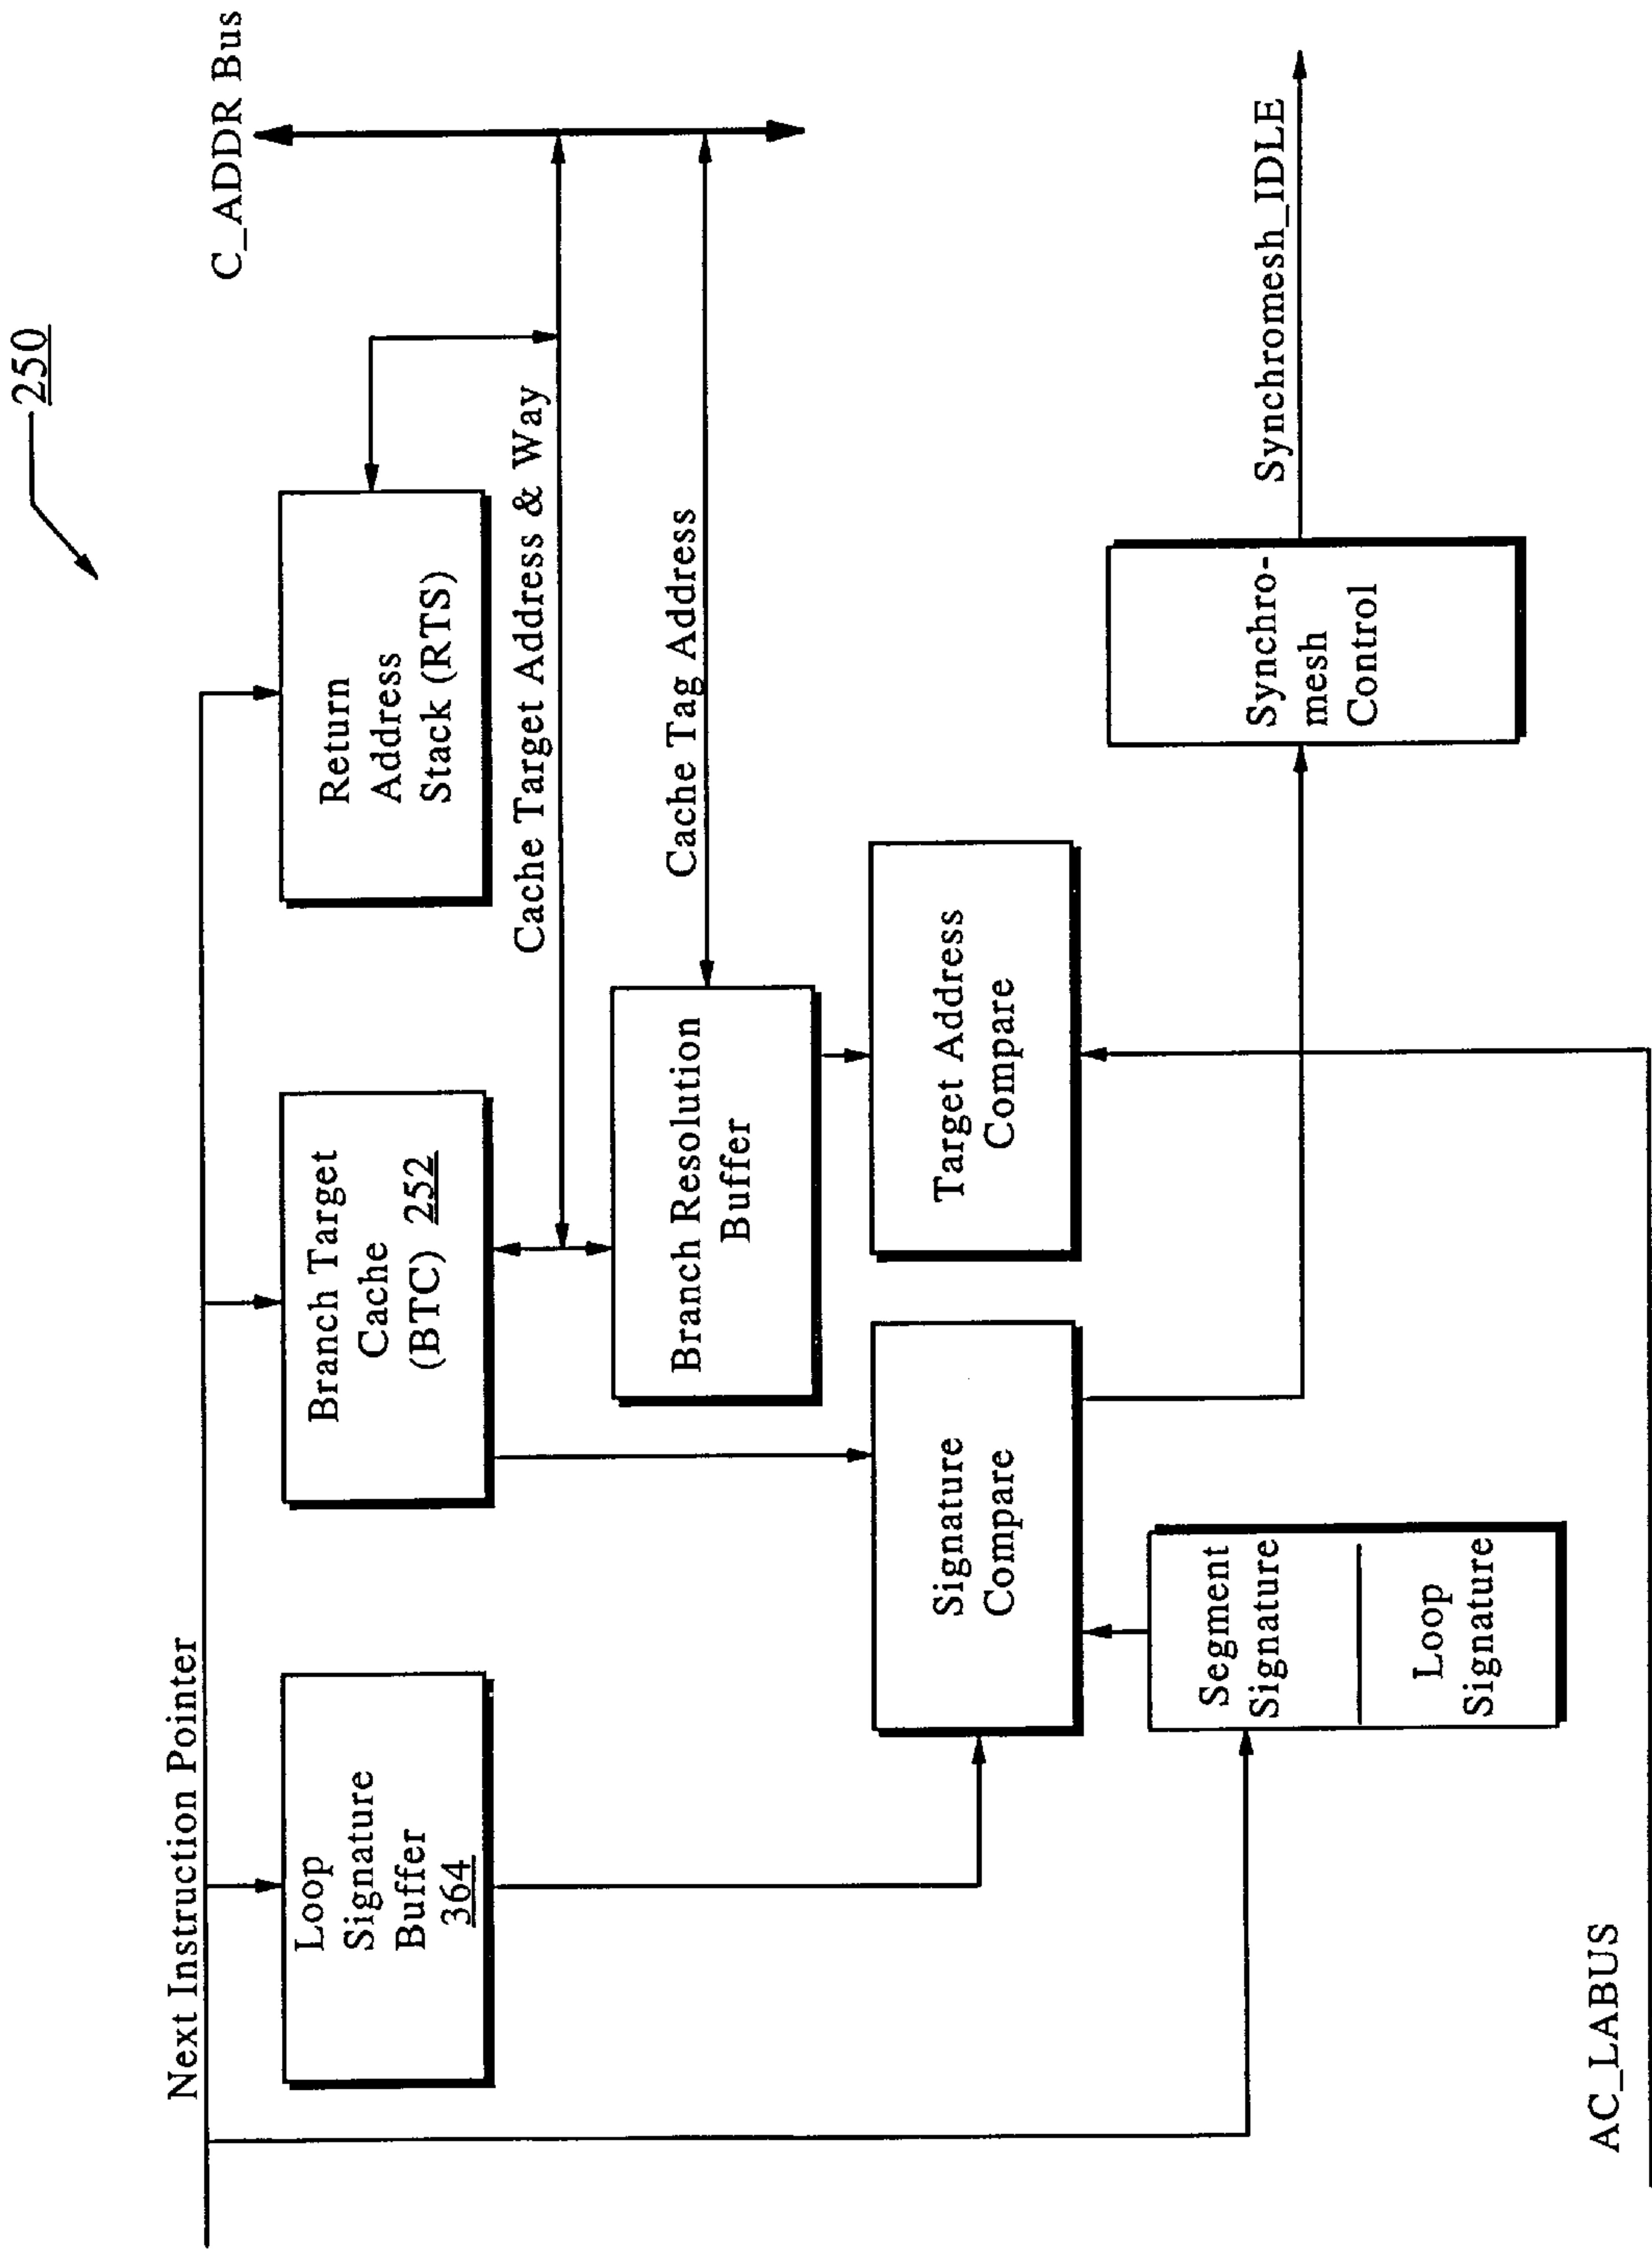 250
C_ADDR Bus
Next Instruction Pointer
Loop
Signature
Buffer
364
Branch Target
Cache
(BTC) 252
Return
Address
Stack (RTS)
Cache Target Address & Way
Cache Tag Address
Branch Resolution
Buffer
Signature
Compare
Target Address
Compare
Segment
Signature
Loop
Signature
Synchro-
mesh
Control
Synchromesh_IDLE
AC_LABUS